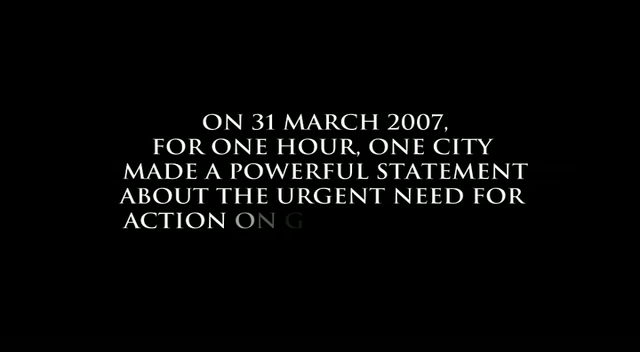 ON 31 MARCH 2007,
FOR ONE HOUR, ONE CITY
MADE A POWERFUL STATEMENT
ABOUT THE URGENT NEED FOR
ACTION ON G